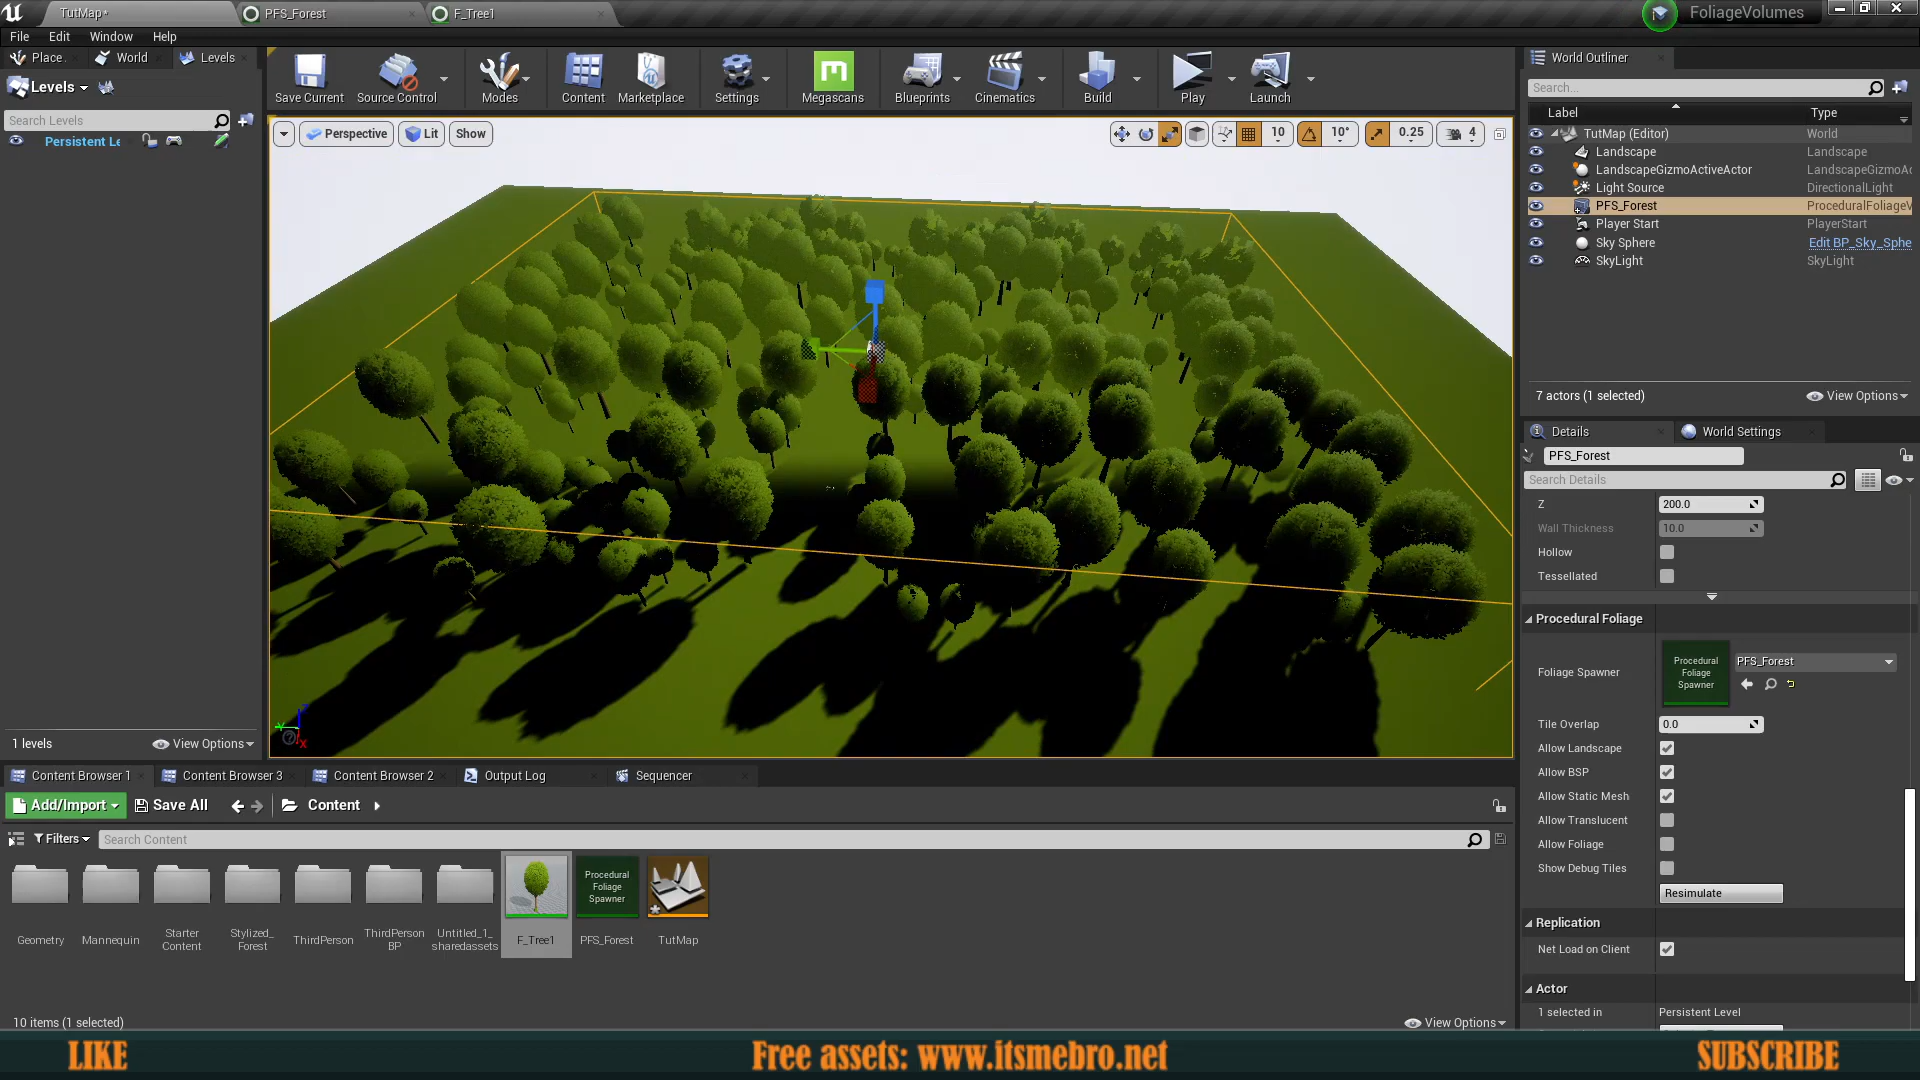 TutMap*
PFS_Forest
F_Tree1
FoliageVolumes
File
Edit
Window
Help
Place
World
Levels
Levels
Search Levels
Persistent Le
1 levels
View Options
Save Current
Source Control
Modes
Content
Marketplace
Settings
Megascans
Blueprints
Cinematics
Build
Play
Launch
Perspective
Lit
Show
10
10°
0.25
4
World Outliner
Search...
Label
Type
TutMap (Editor)
World
Landscape
Landscape
LandscapeGizmoActiveActor
LandscapeGizmoAc
Light Source
DirectionalLight
PFS_Forest
ProceduralFoliageV
Player Start
PlayerStart
Sky Sphere
Edit BP_Sky_Sphe
SkyLight
SkyLight
7 actors (1 selected)
View Options
Details
World Settings
PFS_Forest
Search Details
Z
200.0
Wall Thickness
10.0
Hollow
Tessellated
Procedural Foliage
Foliage Spawner
Procedural
Foliage
Spawner
PFS_Forest
Tile Overlap
0.0
Allow Landscape
Allow BSP
Allow Static Mesh
Allow Translucent
Allow Foliage
Show Debug Tiles
Resimulate
Replication
Net Load on Client
Actor
1 selected in
Persistent Level
Content Browser 1
Content Browser 3
Content Browser 2
Output Log
Sequencer
Add/Import
Save All
Content
Filters
Search Content
Geometry
Mannequin
Starter
Content
Stylized_
Forest
ThirdPerson
ThirdPerson
BP
Untitled_1_
sharedassets
F_Tree1
Procedural
Foliage
Spawner
PFS_Forest
TutMap
10 items (1 selected)
View Options
LIKE
Free assets: www.itsmebro.net
SUBSCRIBE